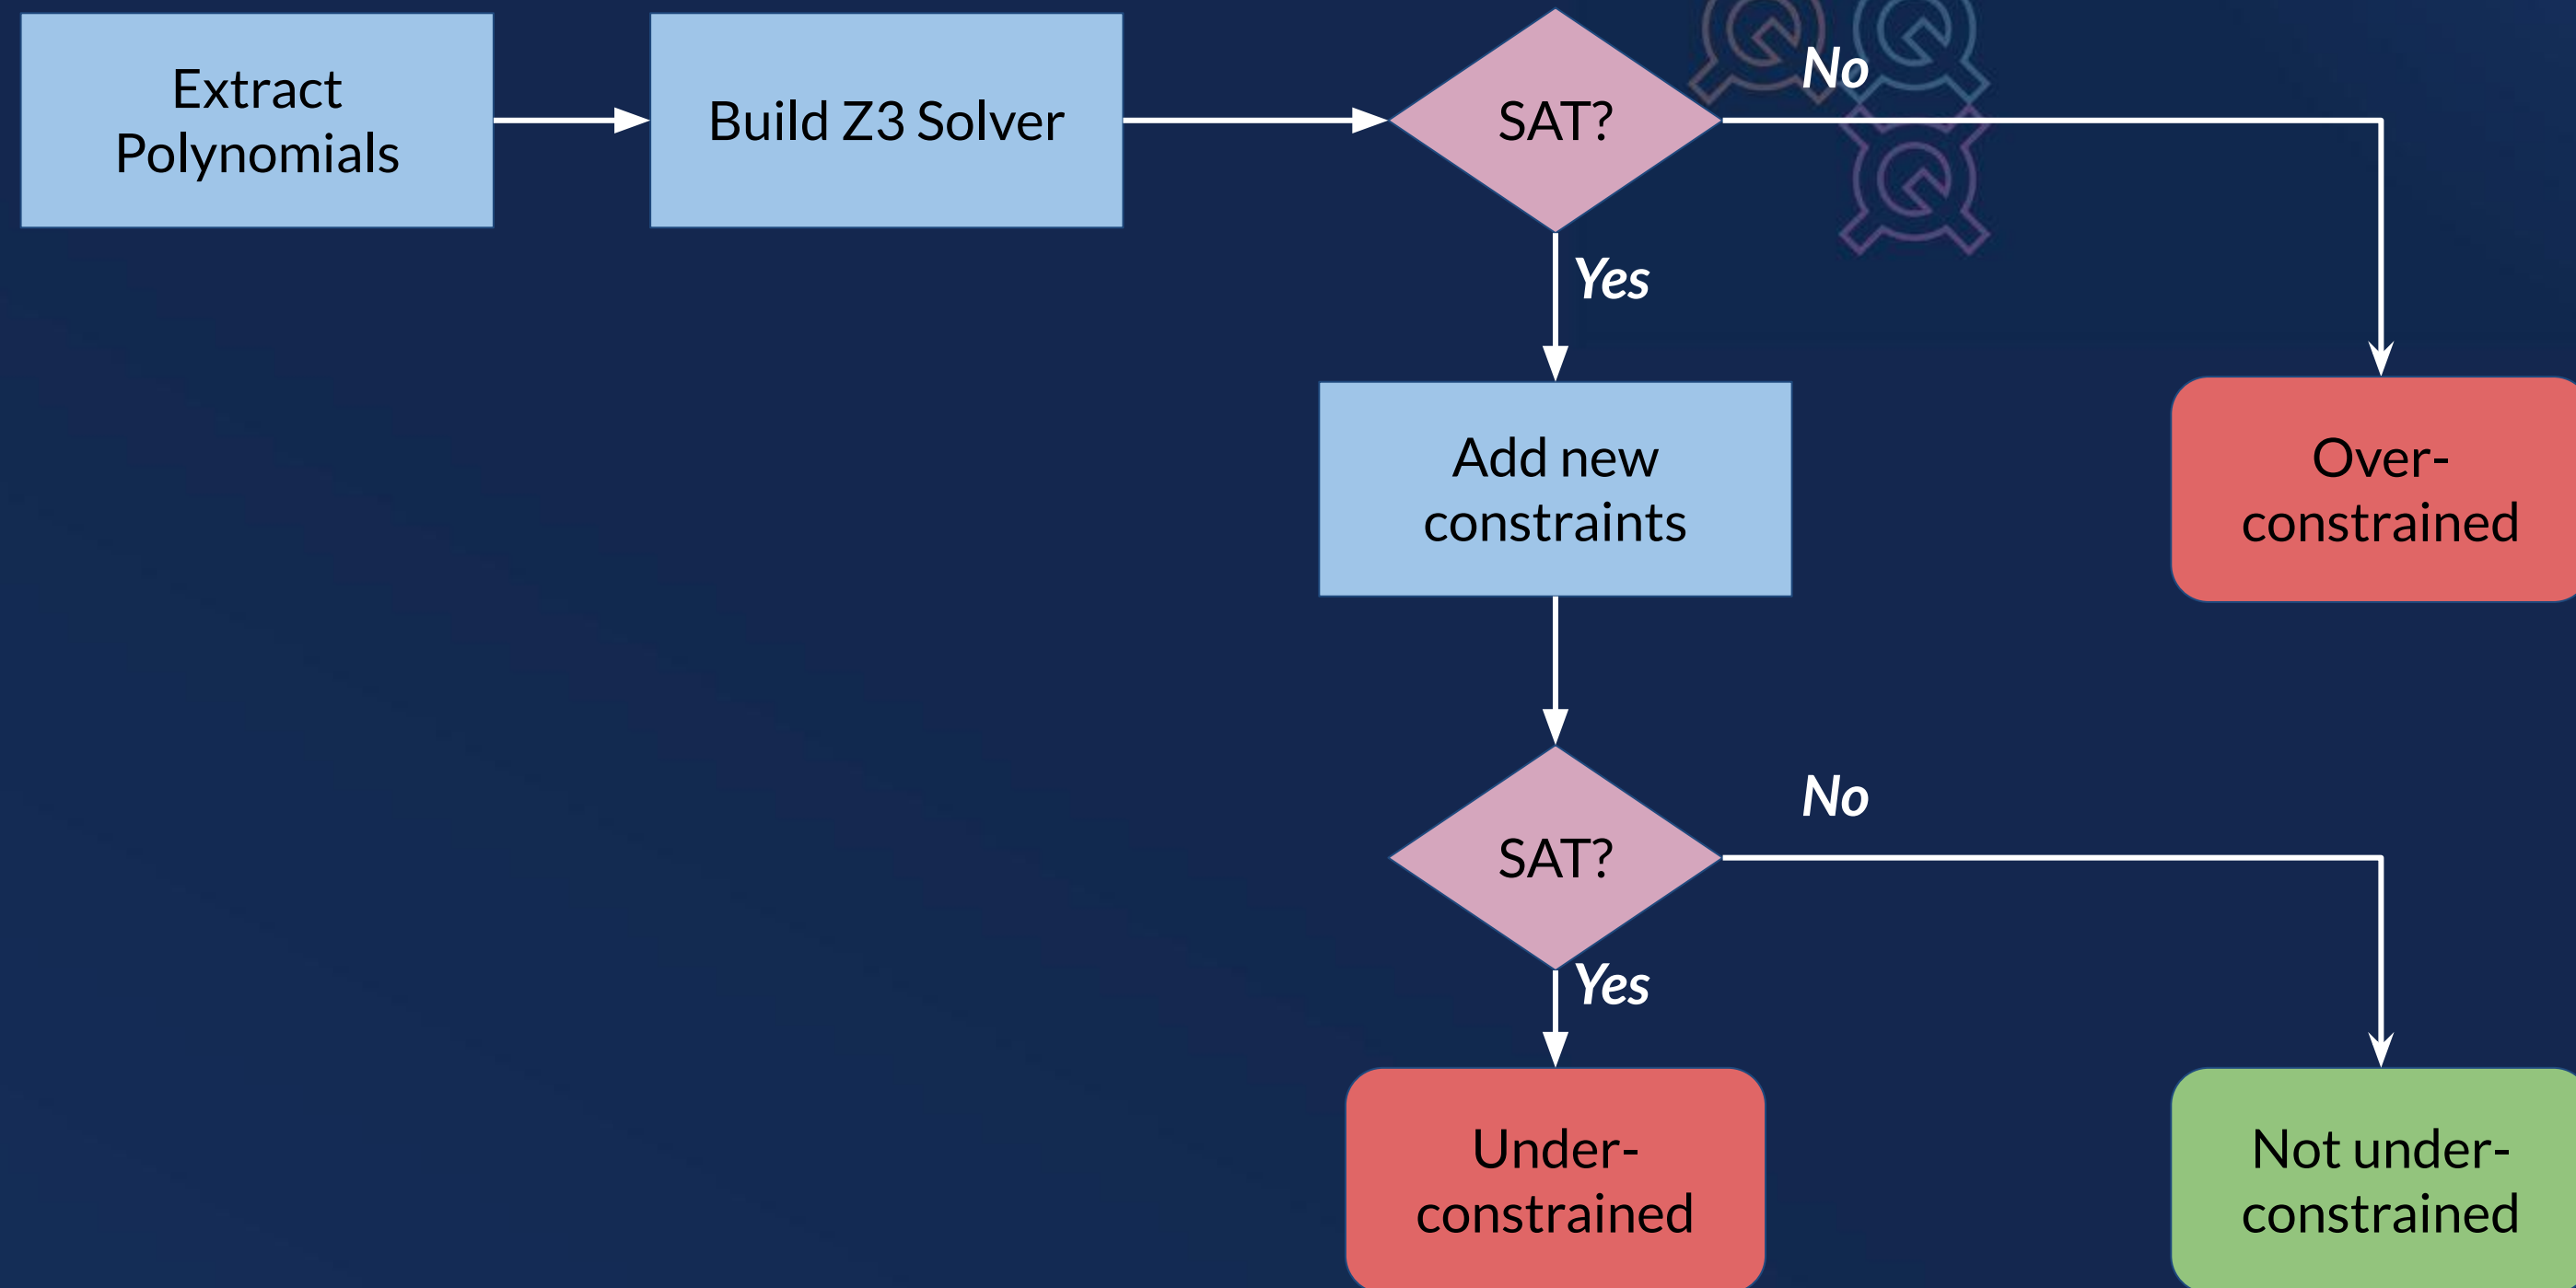 Extract
Polynomials
Build Z3 Solver
SAT?
No
Yes
Add new
constraints
Over-
constrained
SAT?
No
Yes
Under-
constrained
Not under-
constrained